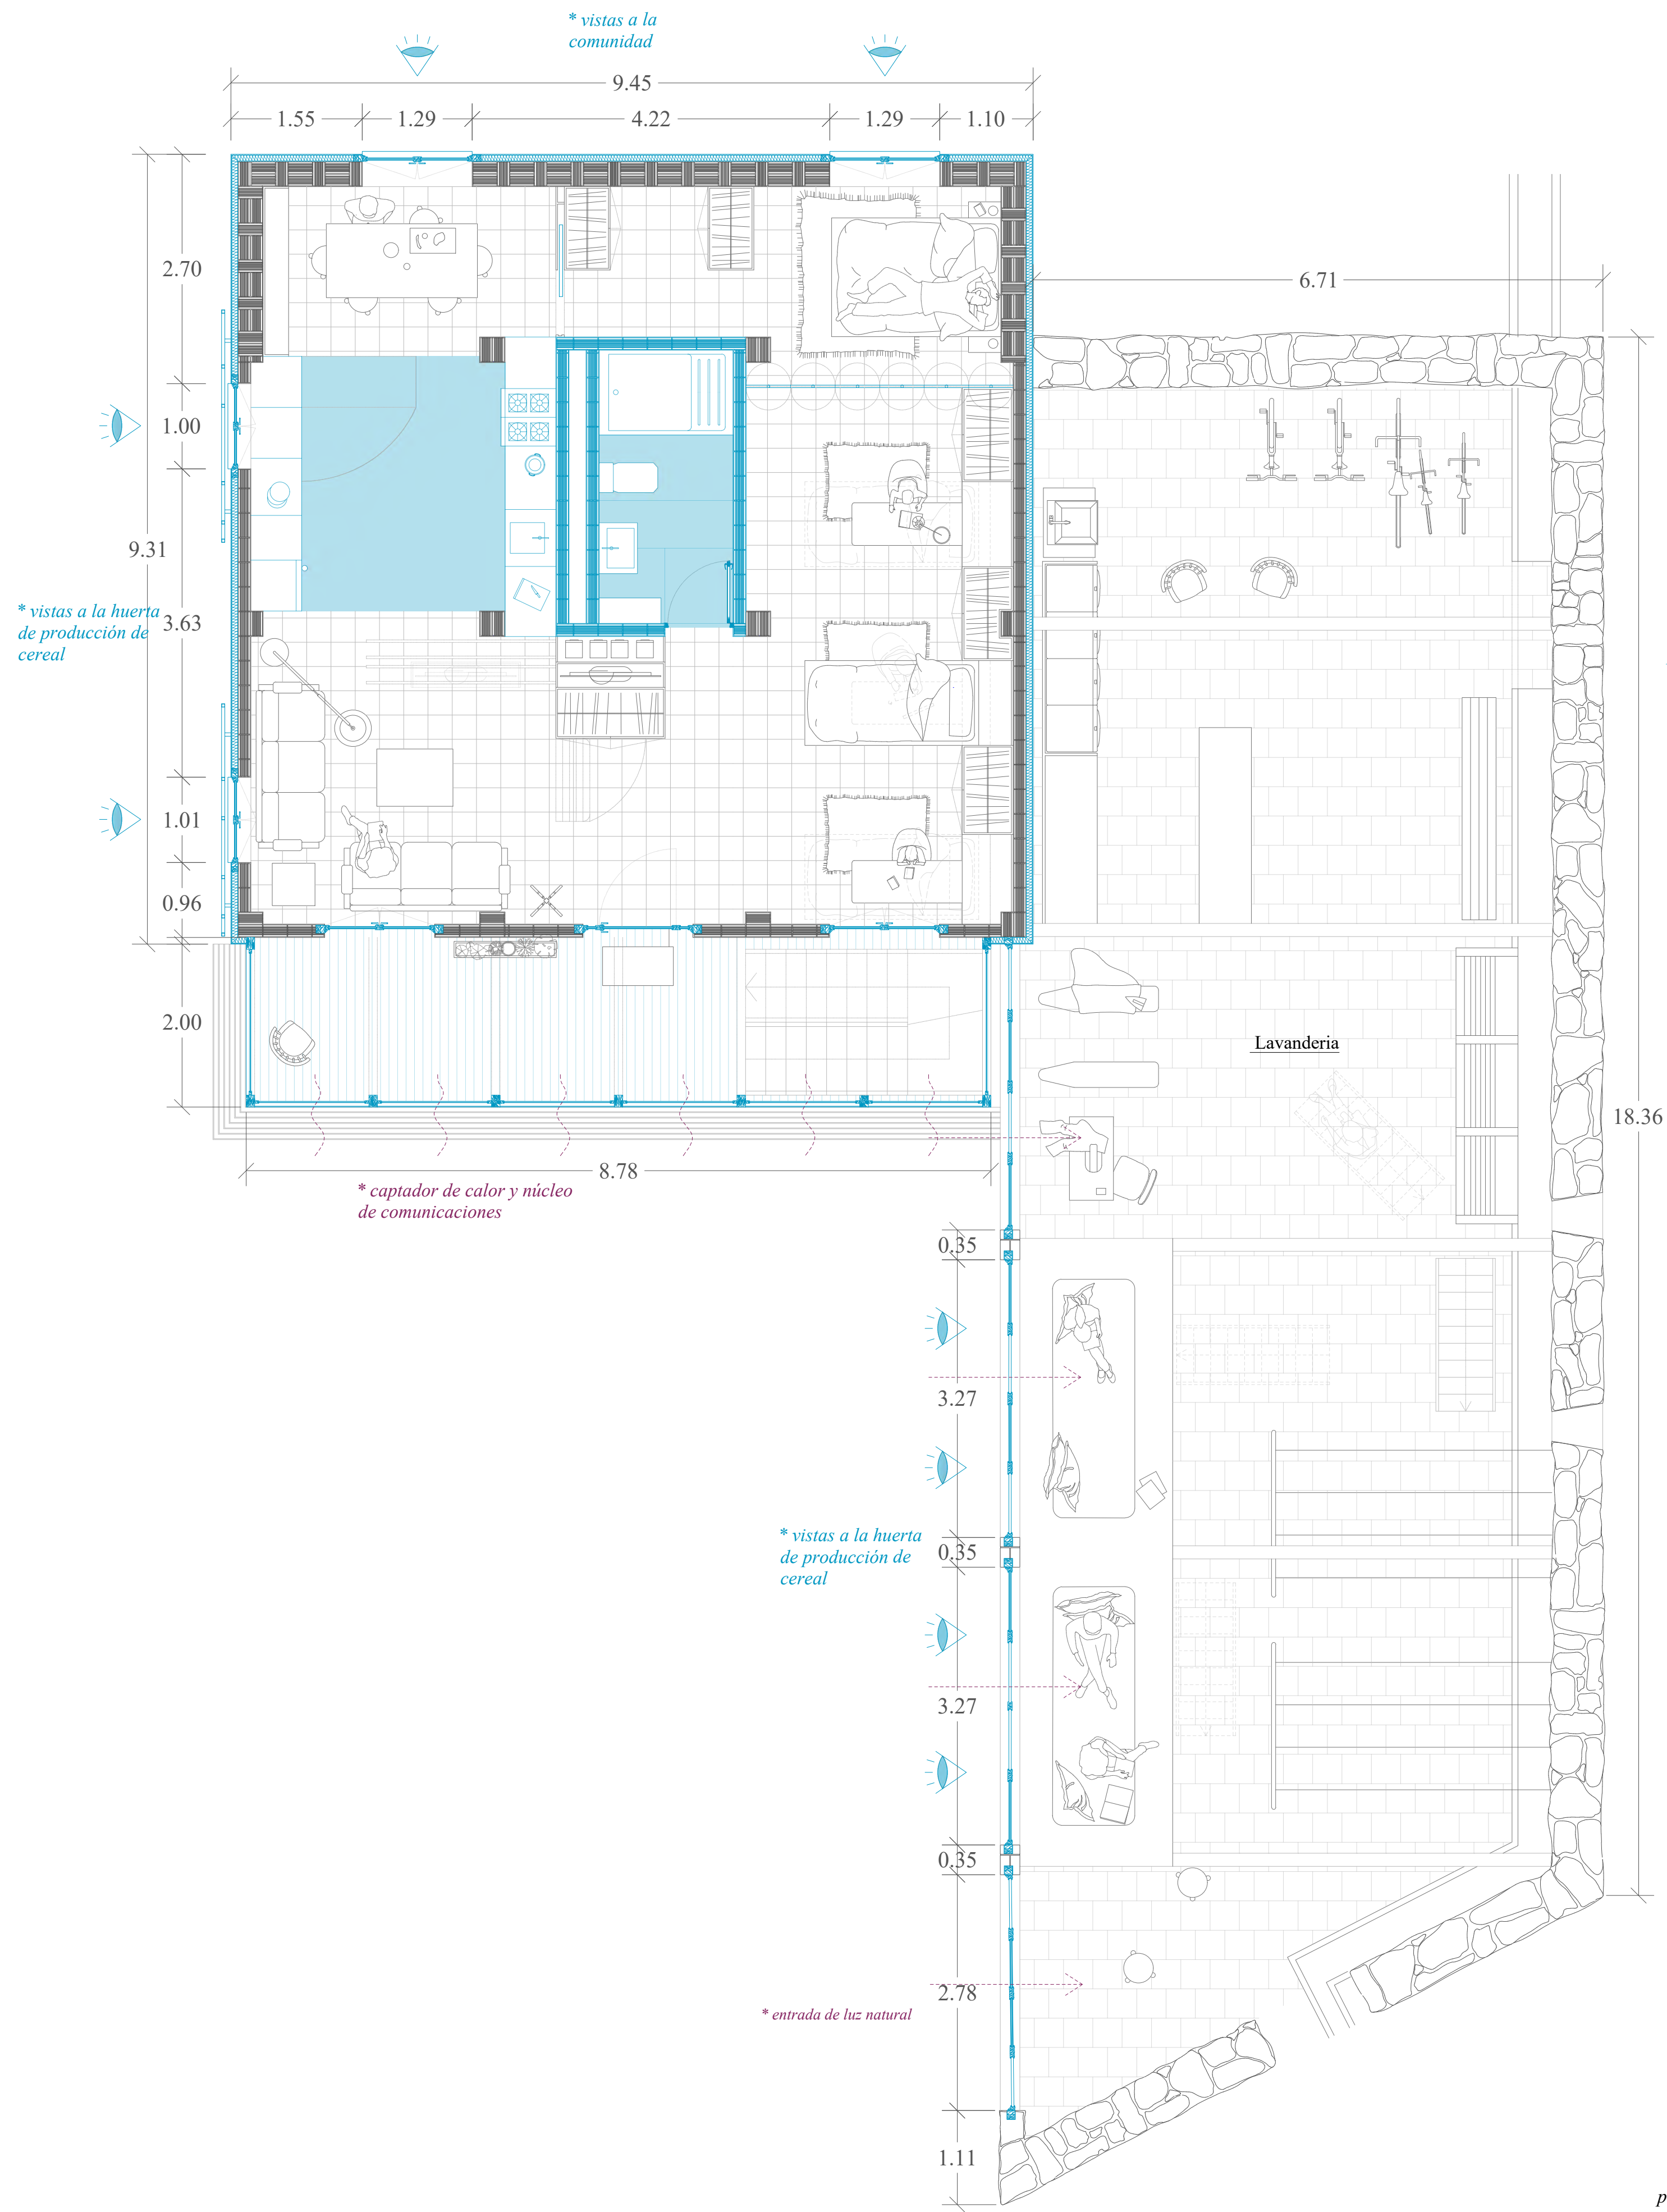 * vistas a la
comunidad
9.45
1.55
1.29
4.22
1.29
1.10
2.70
6.71
1.00
9.31
* vistas a la huerta
de producción de
cereal
3.63
1.01
0.96
2.00
Lavanderia
18.36
8.78
* captador de calor y núcleo
de comunicaciones
0.35
3.27
* vistas a la huerta
de producción de
cereal
0.35
3.27
0.35
2.78
* entrada de luz natural
1.11
p